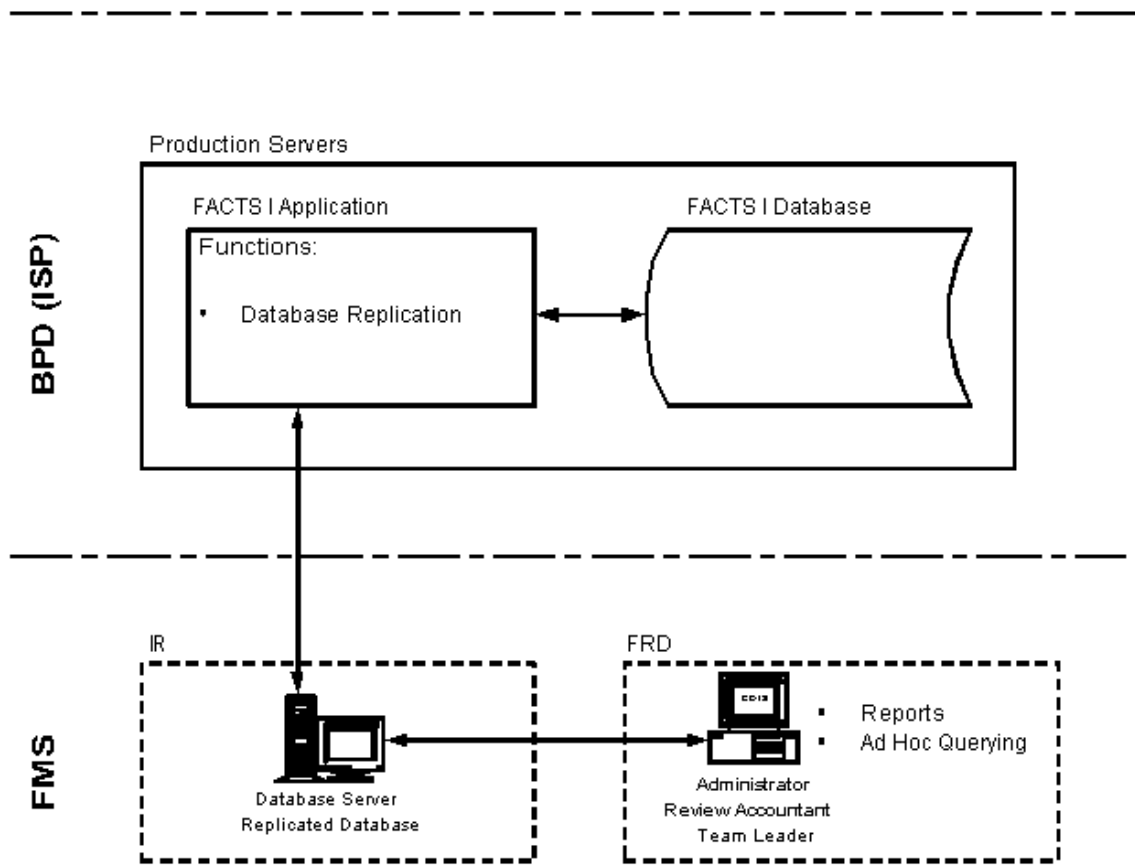 Production Servers
FACTS I Application
FACTS I Database
Functions:
▪ Database Replication
BPD (ISP)
IR
FRD
▪ Reports
▪ Ad Hoc Querying
FMS
Database Server
Replicated Database
Administrator
Review Accountant
Team Leader